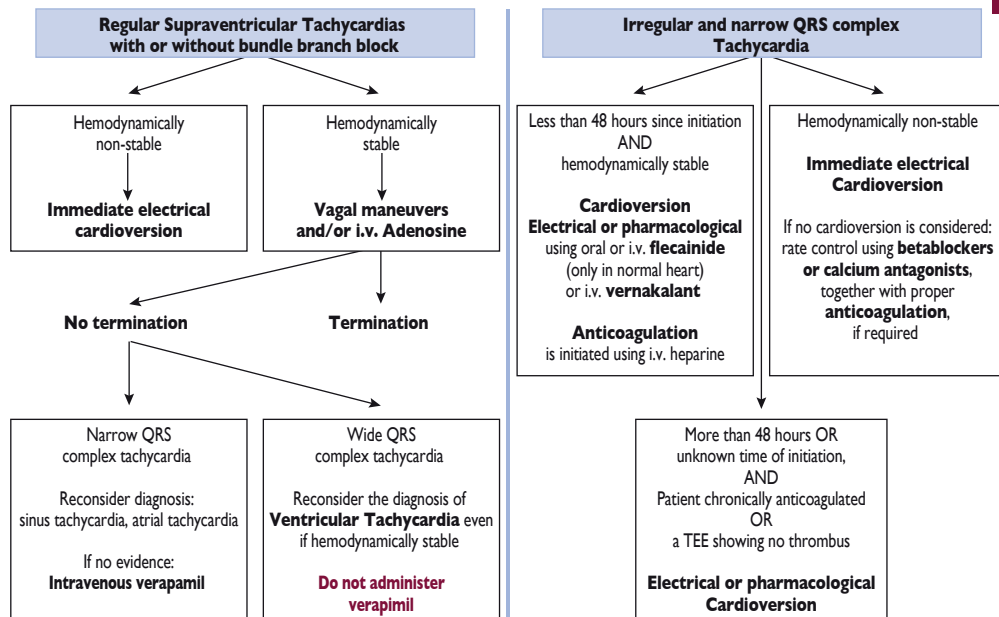 Regular Supraventricular Tachycardias
with or without bundle branch block
Hemodynamically
non-stable
Immediate electrical
cardioversion
Hemodynamically
stable
Vagal maneuvers
and/or i.v. Adenosine
No termination
Termination
Narrow QRS
complex tachycardia
Reconsider diagnosis:
sinus tachycardia, atrial tachycardia
If no evidence:
Intravenous verapamil
Wide QRS
complex tachycardia
Reconsider the diagnosis of
Ventricular Tachycardia even
if hemodynamically stable
Do not administer
verapimil
Irregular and narrow QRS complex
Tachycardia
Less than 48 hours since initiation
AND
hemodynamically stable
Cardioversion
Electrical or pharmacological
using oral or i.v. flecainide
(only in normal heart)
or i.v. vernakalant
Anticoagulation
is initiated using i.v. heparine
Hemodynamically non-stable
Immediate electrical
Cardioversion
If no cardioversion is considered:
rate control using betablockers
or calcium antagonists,
together with proper
anticoagulation,
if required
More than 48 hours OR
unknown time of initiation,
AND
Patient chronically anticoagulated
OR
a TEE showing no thrombus
Electrical or pharmacological
Cardioversion